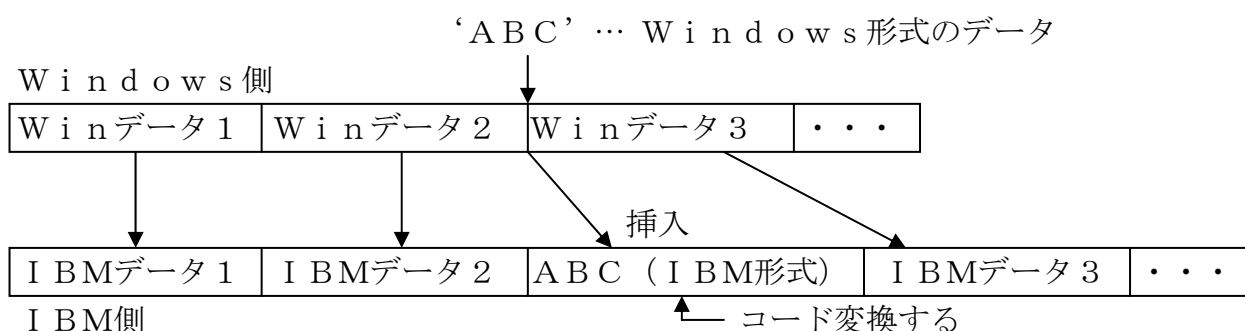 ‘ＡＢＣ’… Ｗｉｎｄｏｗｓ形式のデータ
Ｗｉｎｄｏｗｓ側
Ｗｉｎデータ１ Ｗｉｎデータ２ Ｗｉｎデータ３ ・・・
挿入
ＩＢＭデータ１ ＩＢＭデータ２ ＡＢＣ（ＩＢＭ形式） ＩＢＭデータ３ ・・・
ＩＢＭ側 コード変換する